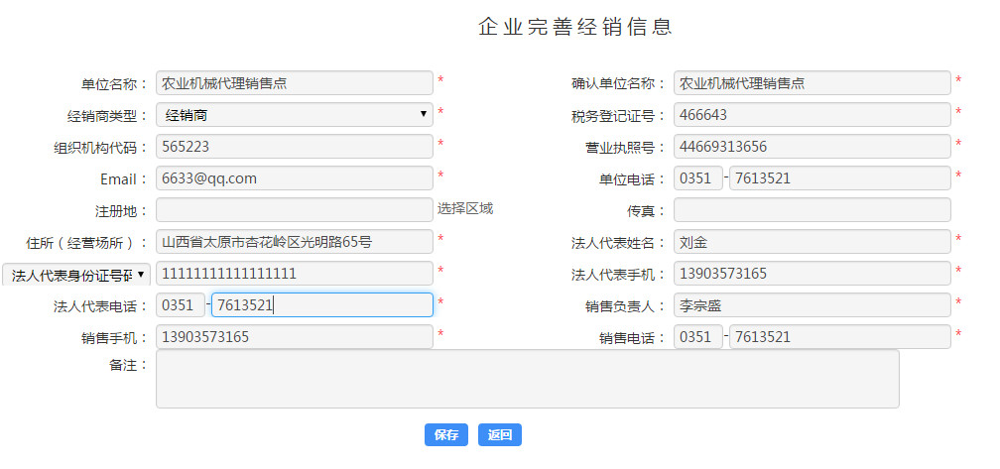 企业完善经销信息
单位名称： 农业机械代理销售点 * 确认单位名称： 农业机械代理销售点 *
经销商类型： 经销商 * 税务登记证号： 466643 *
组织机构代码： 565223 * 营业执照号： 44669313656 *
Email： 6633@qq.com * 单位电话： 0351 - 7613521 *
注册地： 选择区域 传真：
住所（经营场所）： 山西省太原市杏花岭区光明路65号 * 法人代表姓名： 刘金 *
法人代表身份证号码 11111111111111111 * 法人代表手机： 13903573165 *
法人代表电话： 0351 - 7613521 * 销售负责人： 李宗盛 *
销售手机： 13903573165 * 销售电话： 0351 - 7613521 *
备注：
保存 返回